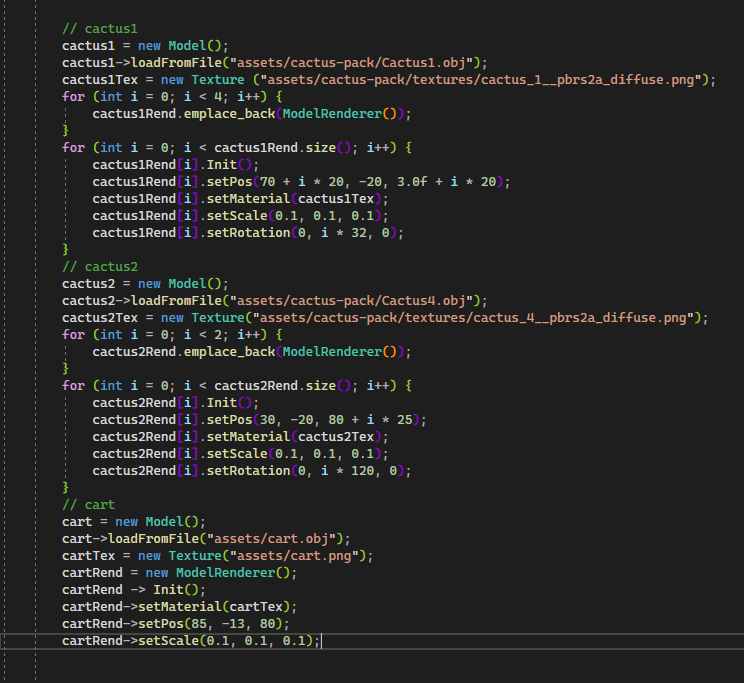 // cactus1
cactus1 = new Model();
cactus1->loadFromFile("assets/cactus-pack/Cactus1.obj");
cactus1Tex = new Texture ("assets/cactus-pack/textures/cactus_1__pbrs2a_diffuse.png");
for (int i = 0; i < 4; i++) {
    cactus1Rend.emplace_back(ModelRenderer());
}
for (int i = 0; i < cactus1Rend.size(); i++) {
    cactus1Rend[i].Init();
    cactus1Rend[i].setPos(70 + i * 20, -20, 3.0f + i * 20);
    cactus1Rend[i].setMaterial(cactus1Tex);
    cactus1Rend[i].setScale(0.1, 0.1, 0.1);
    cactus1Rend[i].setRotation(0, i * 32, 0);
}
// cactus2
cactus2 = new Model();
cactus2->loadFromFile("assets/cactus-pack/Cactus4.obj");
cactus2Tex = new Texture("assets/cactus-pack/textures/cactus_4__pbrs2a_diffuse.png");
for (int i = 0; i < 2; i++) {
    cactus2Rend.emplace_back(ModelRenderer());
}
for (int i = 0; i < cactus2Rend.size(); i++) {
    cactus2Rend[i].Init();
    cactus2Rend[i].setPos(30, -20, 80 + i * 25);
    cactus2Rend[i].setMaterial(cactus2Tex);
    cactus2Rend[i].setScale(0.1, 0.1, 0.1);
    cactus2Rend[i].setRotation(0, i * 120, 0);
}
// cart
cart = new Model();
cart->loadFromFile("assets/cart.obj");
cartTex = new Texture("assets/cart.png");
cartRend = new ModelRenderer();
cartRend -> Init();
cartRend->setMaterial(cartTex);
cartRend->setPos(85, -13, 80);
cartRend->setScale(0.1, 0.1, 0.1);